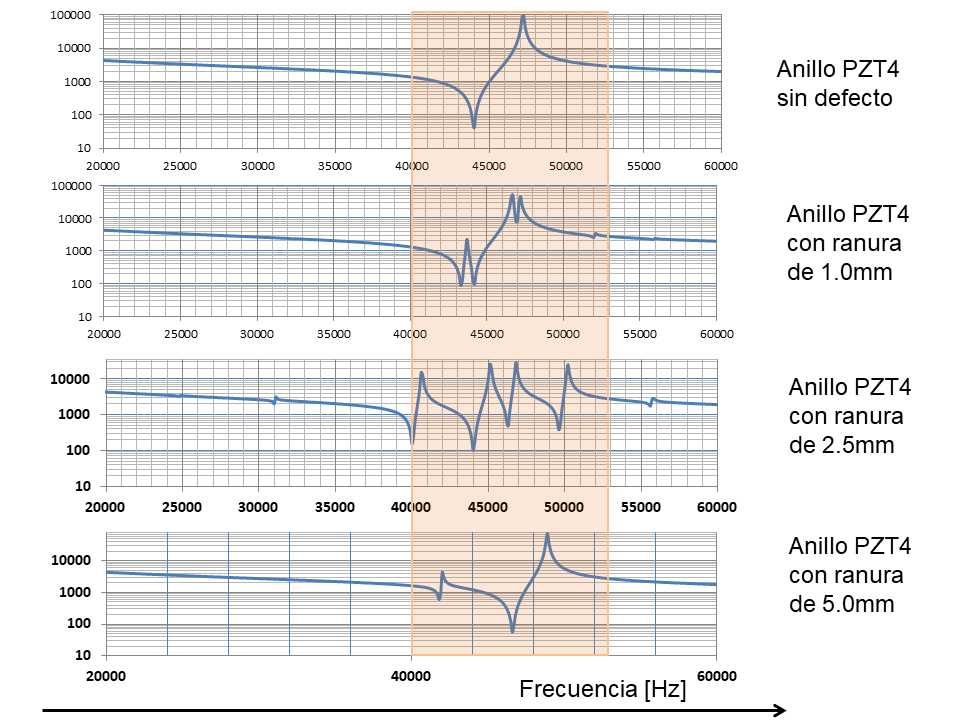 100000
10000
1000
100
10
20000 25000 30000 35000 40000 45000 50000 55000 60000
Anillo PZT4
sin defecto
100000
10000
1000
100
10
20000 25000 30000 35000 40000 45000 50000 55000 60000
Anillo PZT4
con ranura
de 1.0mm
10000
1000
100
10
20000 25000 30000 35000 40000 45000 50000 55000 60000
Anillo PZT4
con ranura
de 2.5mm
10000
1000
100
10
20000 40000 60000
Anillo PZT4
con ranura
de 5.0mm
Frecuencia [Hz]